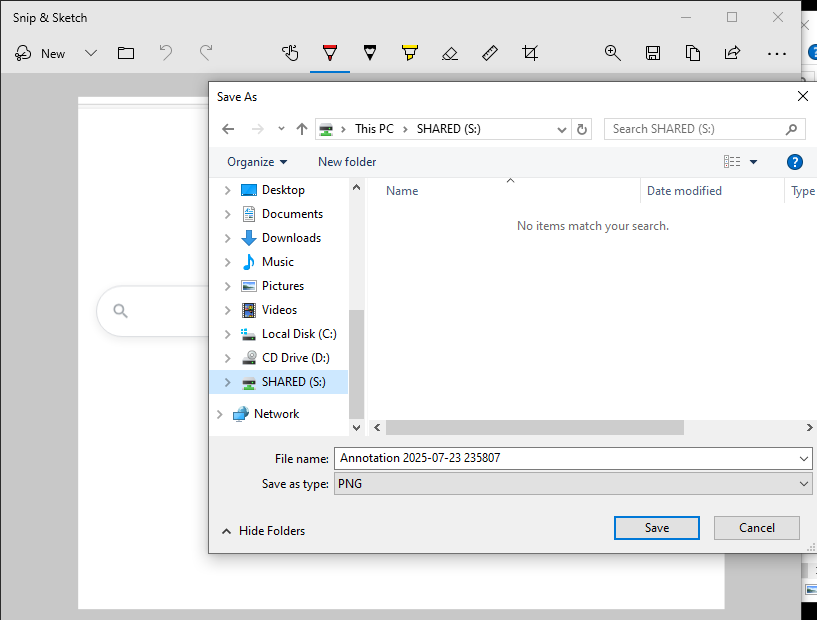 Snip & Sketch
New
Save As
This PC
SHARED (S:)
Search SHARED (S:)
Organize
New folder
Name
Date modified
Type
No items match your search.
Desktop
Documents
Downloads
Music
Pictures
Videos
Local Disk (C:)
CD Drive (D:)
SHARED (S:)
Network
File name:
Annotation 2025-07-23 235807
Save as type:
PNG
Hide Folders
Save
Cancel